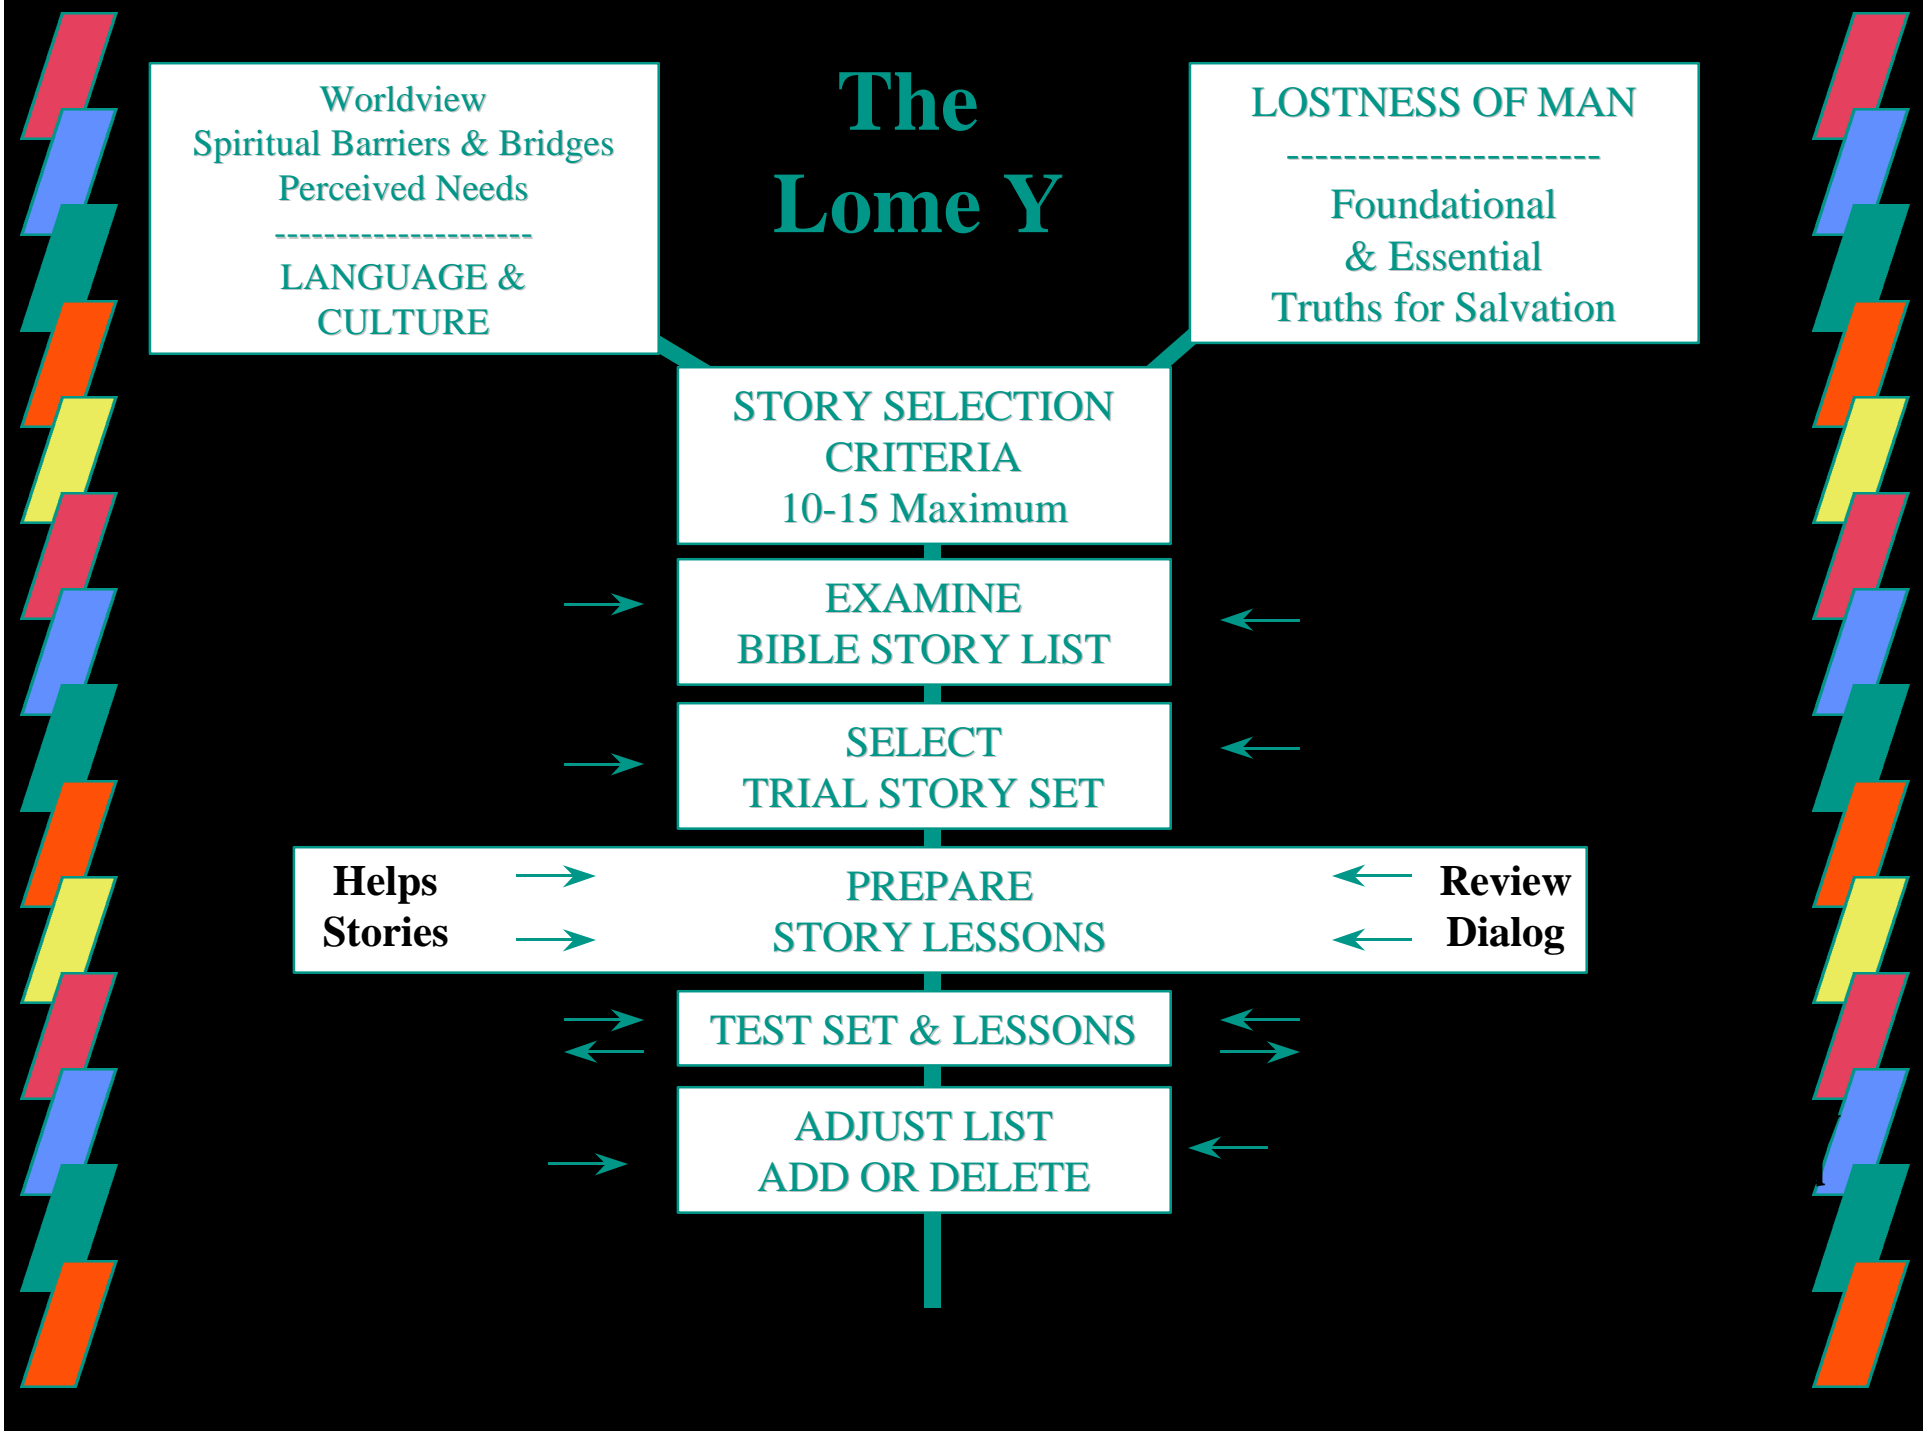 The
Lome Y
Worldview
Spiritual Barriers & Bridges
Perceived Needs
---------------------
LANGUAGE &
CULTURE
LOSTNESS OF MAN
----------------------
Foundational
& Essential
Truths for Salvation
STORY SELECTION
CRITERIA
10-15 Maximum
EXAMINE
BIBLE STORY LIST
SELECT
TRIAL STORY SET
Helps
Stories
PREPARE
STORY LESSONS
Review
Dialog
TEST SET & LESSONS
ADJUST LIST
ADD OR DELETE